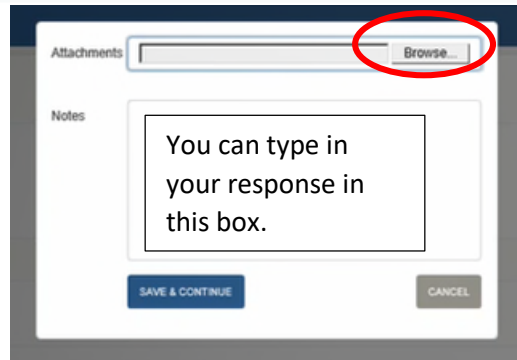 Attachments Browse...
Notes
You can type in
your response in
this box.
SAVE & CONTINUE CANCEL